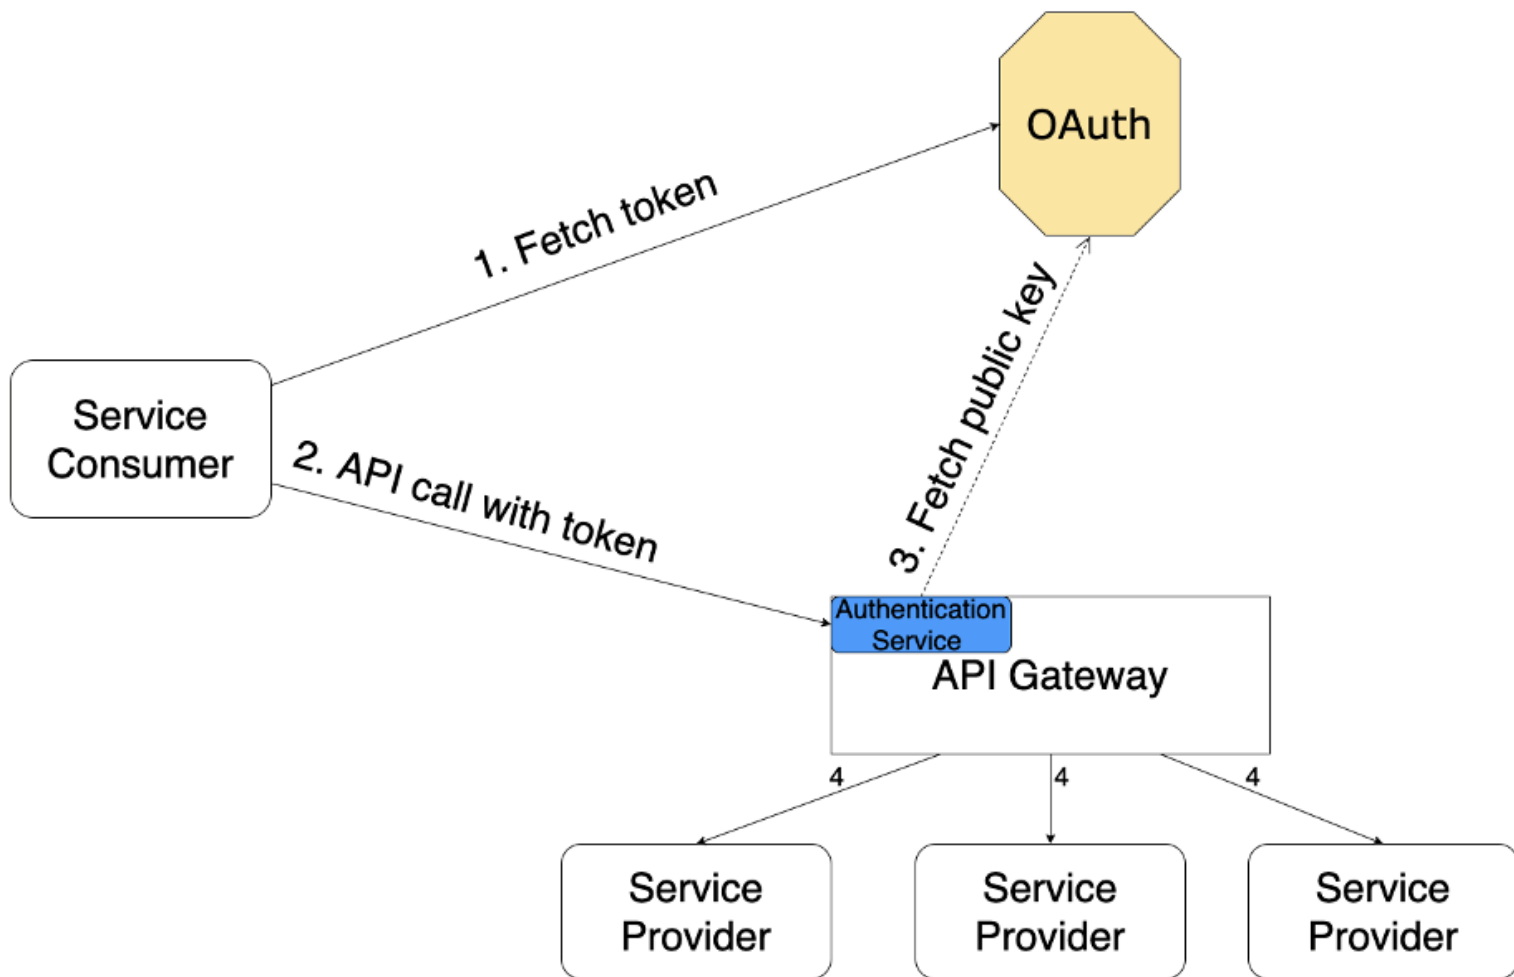 OAuth
1. Fetch token
3. Fetch public key
Service
Consumer
2. API call with token
Authentication
Service
API Gateway
4
4
4
Service
Provider
Service
Provider
Service
Provider